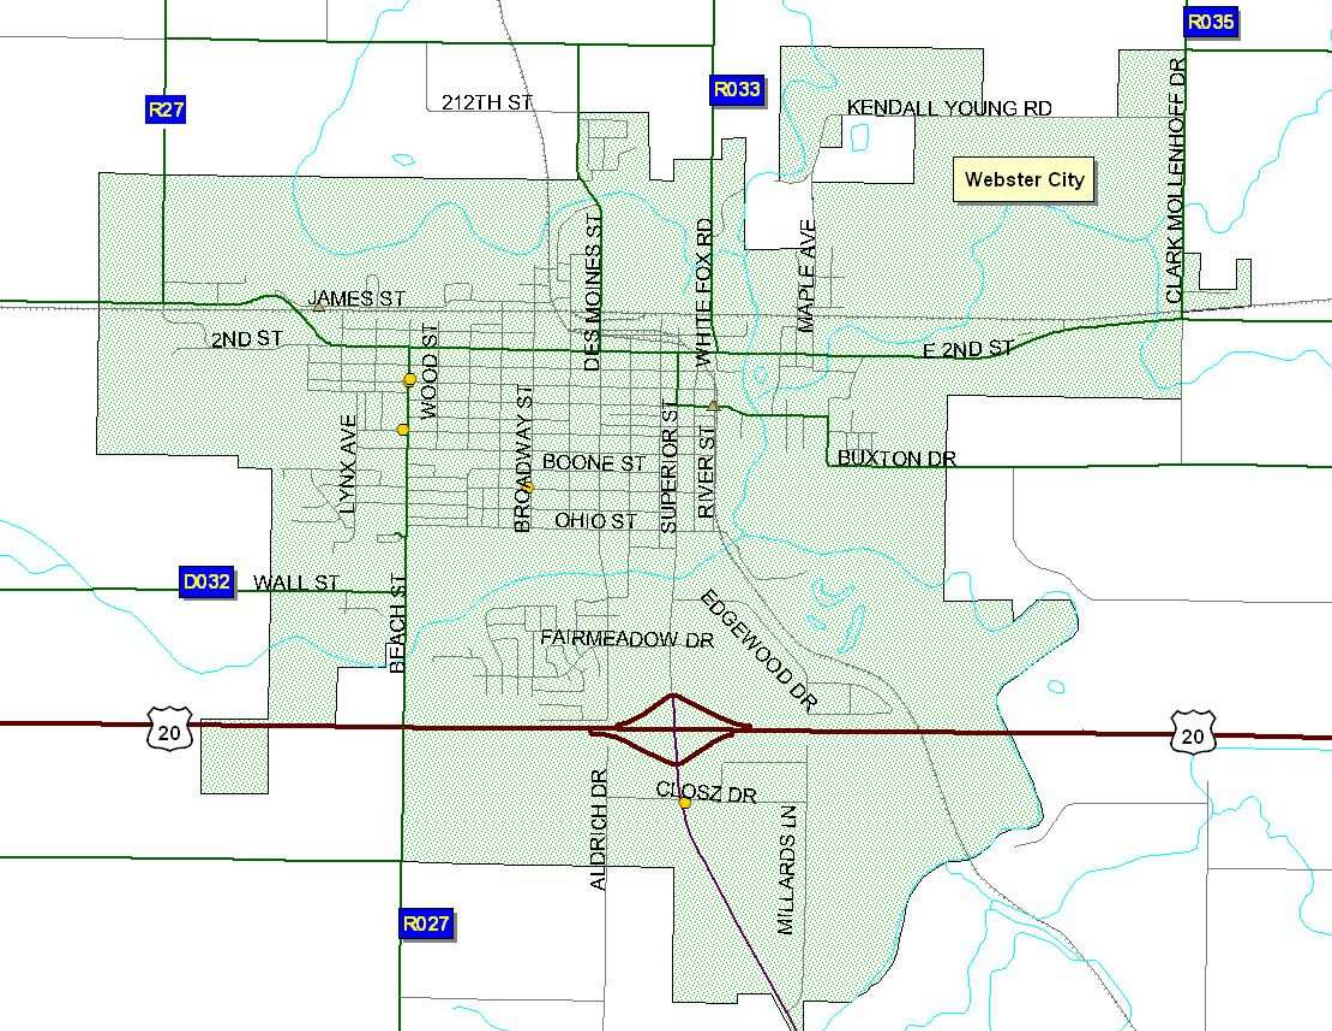 R035
R033
R27
212TH ST
KENDALL YOUNG RD
CLARK MOLLENHOFF DR
Webster City
DES MOINES ST
WHITE FOX RD
MAPLE AVE
JAMES ST
2ND ST
WOOD ST
E 2ND ST
LYNX AVE
BROADWAY ST
SUPERIOR ST
RIVER ST
BOONE ST
BUXTON DR
OHIO ST
D032
WALL ST
BEACH ST
EDGEWOOD DR
FAIRMEADOW DR
20
20
CLOSZ DR
ALDRICH DR
MILLARDS LN
R027